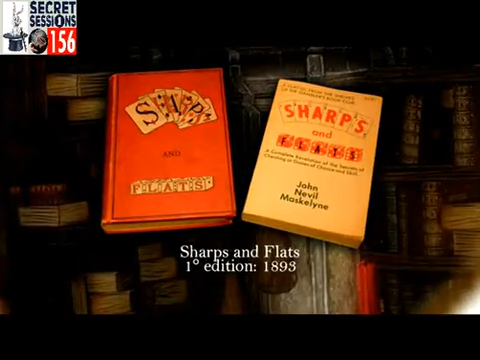 SECRET
SESSIONS
156
SHARPS
AND
FLATS
A CLASSIC FROM THE SHELVES
OF THE GAMBLER'S BOOK CLUB
SHARPS
and
FLATS
A Complete Revelation of the Secrets of
Cheating at Games of Chance and Skill
John
Nevil
Maskelyne
Sharps and Flats
1° edition: 1893